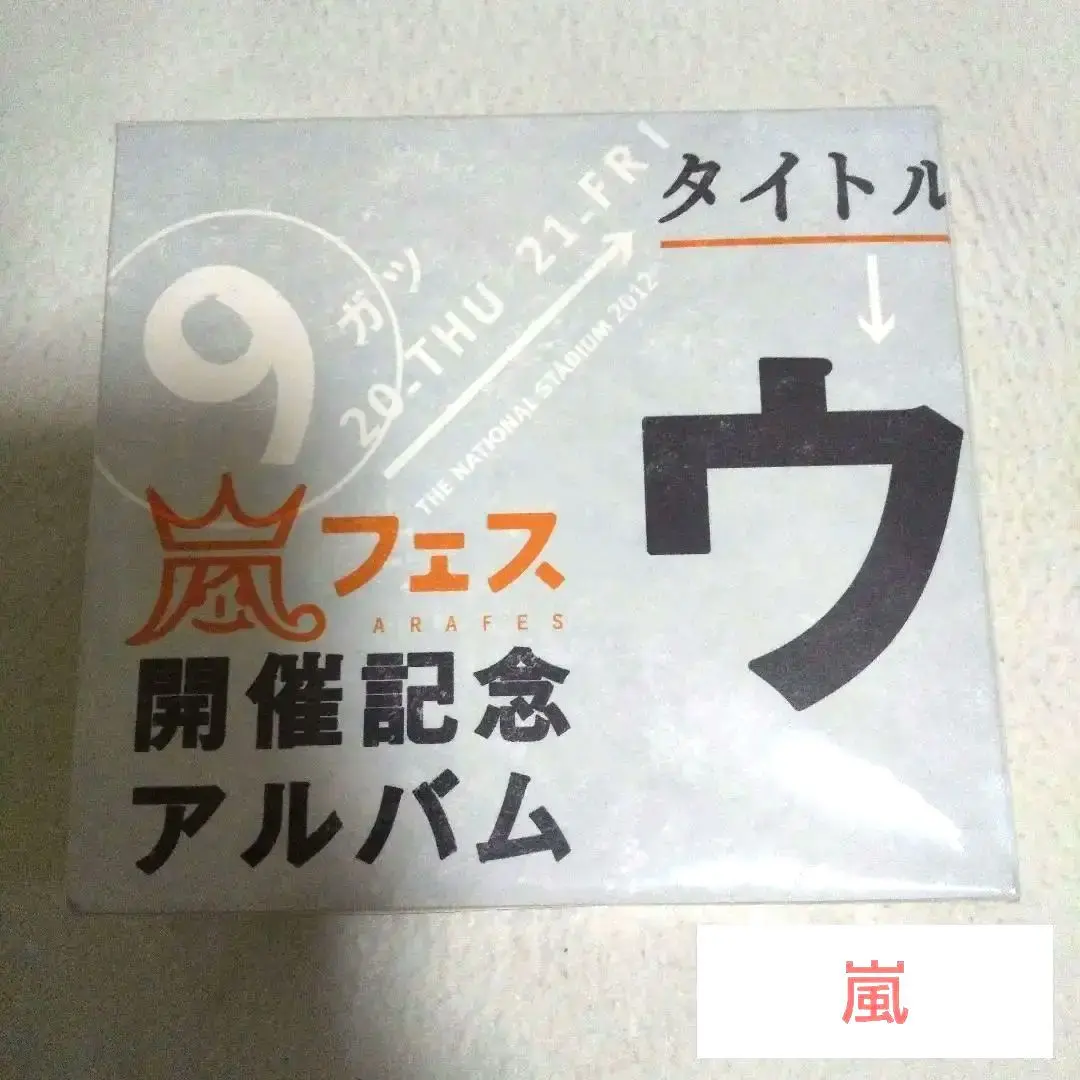 9
ガツ
20-THU 21-FRI
THE NATIONAL STADIUM 2012
タイトル
ウ
嵐フェス
ARAFES
開催記念
アルバム
嵐